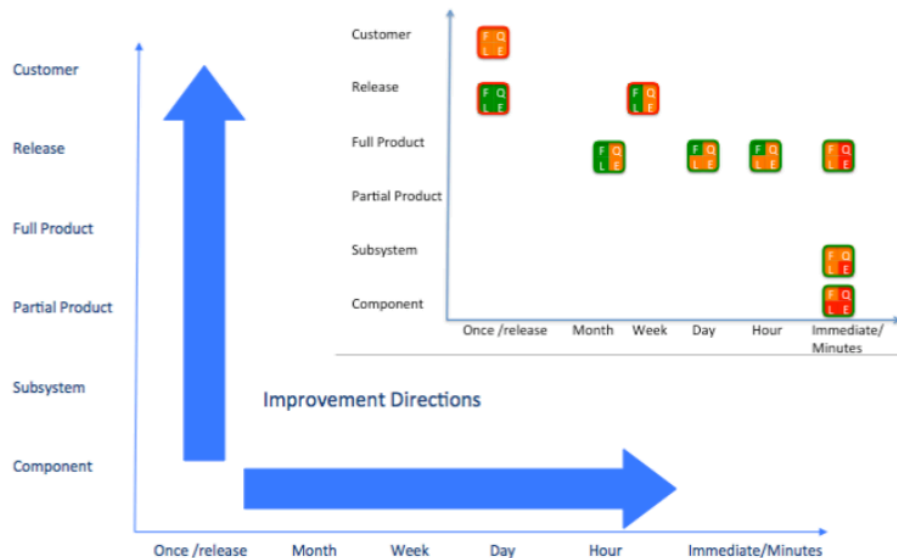 Customer
Release
Full Product
Partial Product
Subsystem
Component
Once /release Month Week Day Hour Immediate/
Minutes
F Q
L E
F Q
L E
F Q
L E
F Q
L E
F Q
L E
F Q
L E
F Q
L E
F Q
L E
F Q
L E
Customer
Release
Full Product
Partial Product
Subsystem
Component
Improvement Directions
Once /release Month Week Day Hour Immediate/Minutes